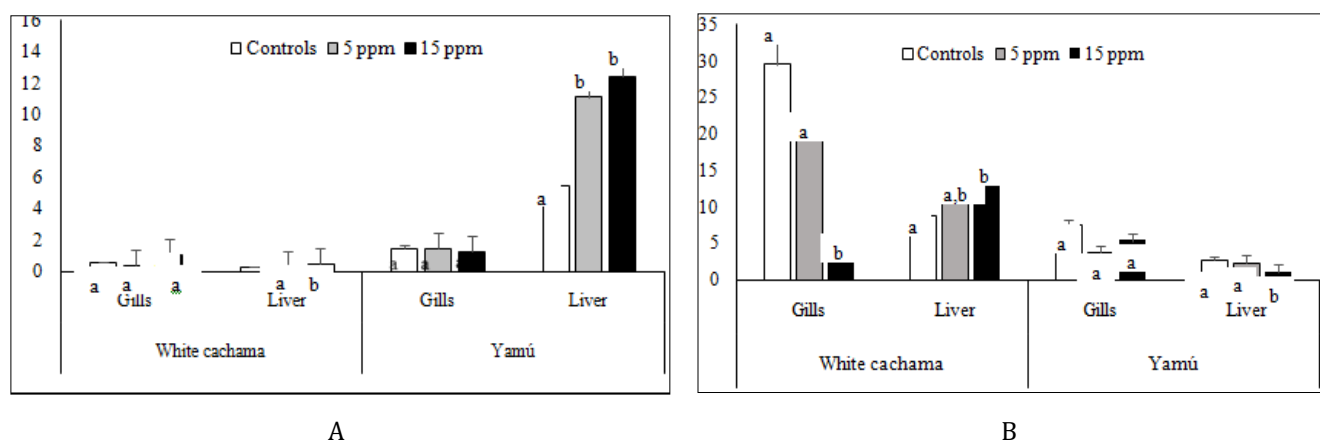 16
14
12
10
8
6
4
2
0
Controls 5 ppm 15 ppm
b
b
a
a
a
a
a
b
a
a
Gills
Liver
Gills
Liver
White cachama
Yamú
A
35
30
25
20
15
10
5
0
Controls 5 ppm 15 ppm
a
a
b
a
a,b
b
a
a
a
a
a
b
Gills
Liver
Gills
Liver
White cachama
Yamú
B